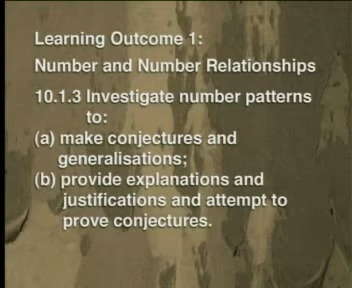 Learning Outcome 1:
Number and Number Relationships
10.1.3 Investigate number patterns
to:
(a) make conjectures and
generalisations;
(b) provide explanations and
justifications and attempt to
prove conjectures.